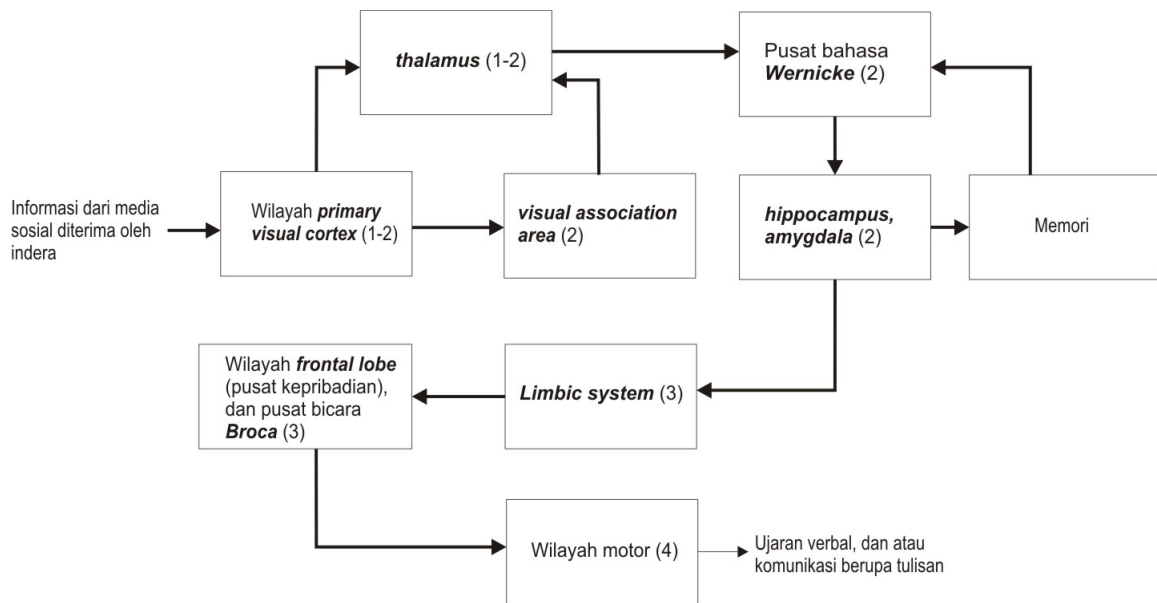 thalamus (1-2)
Pusat bahasa
Wernicke (2)
Informasi dari media
sosial diterima oleh
indera
Wilayah primary
visual cortex (1-2)
visual association
area (2)
hippocampus,
amygdala (2)
Memori
Wilayah frontal lobe
(pusat kepribadian),
dan pusat bicara
Broca (3)
Limbic system (3)
Wilayah motor (4)
Ujaran verbal, dan atau
komunikasi berupa tulisan